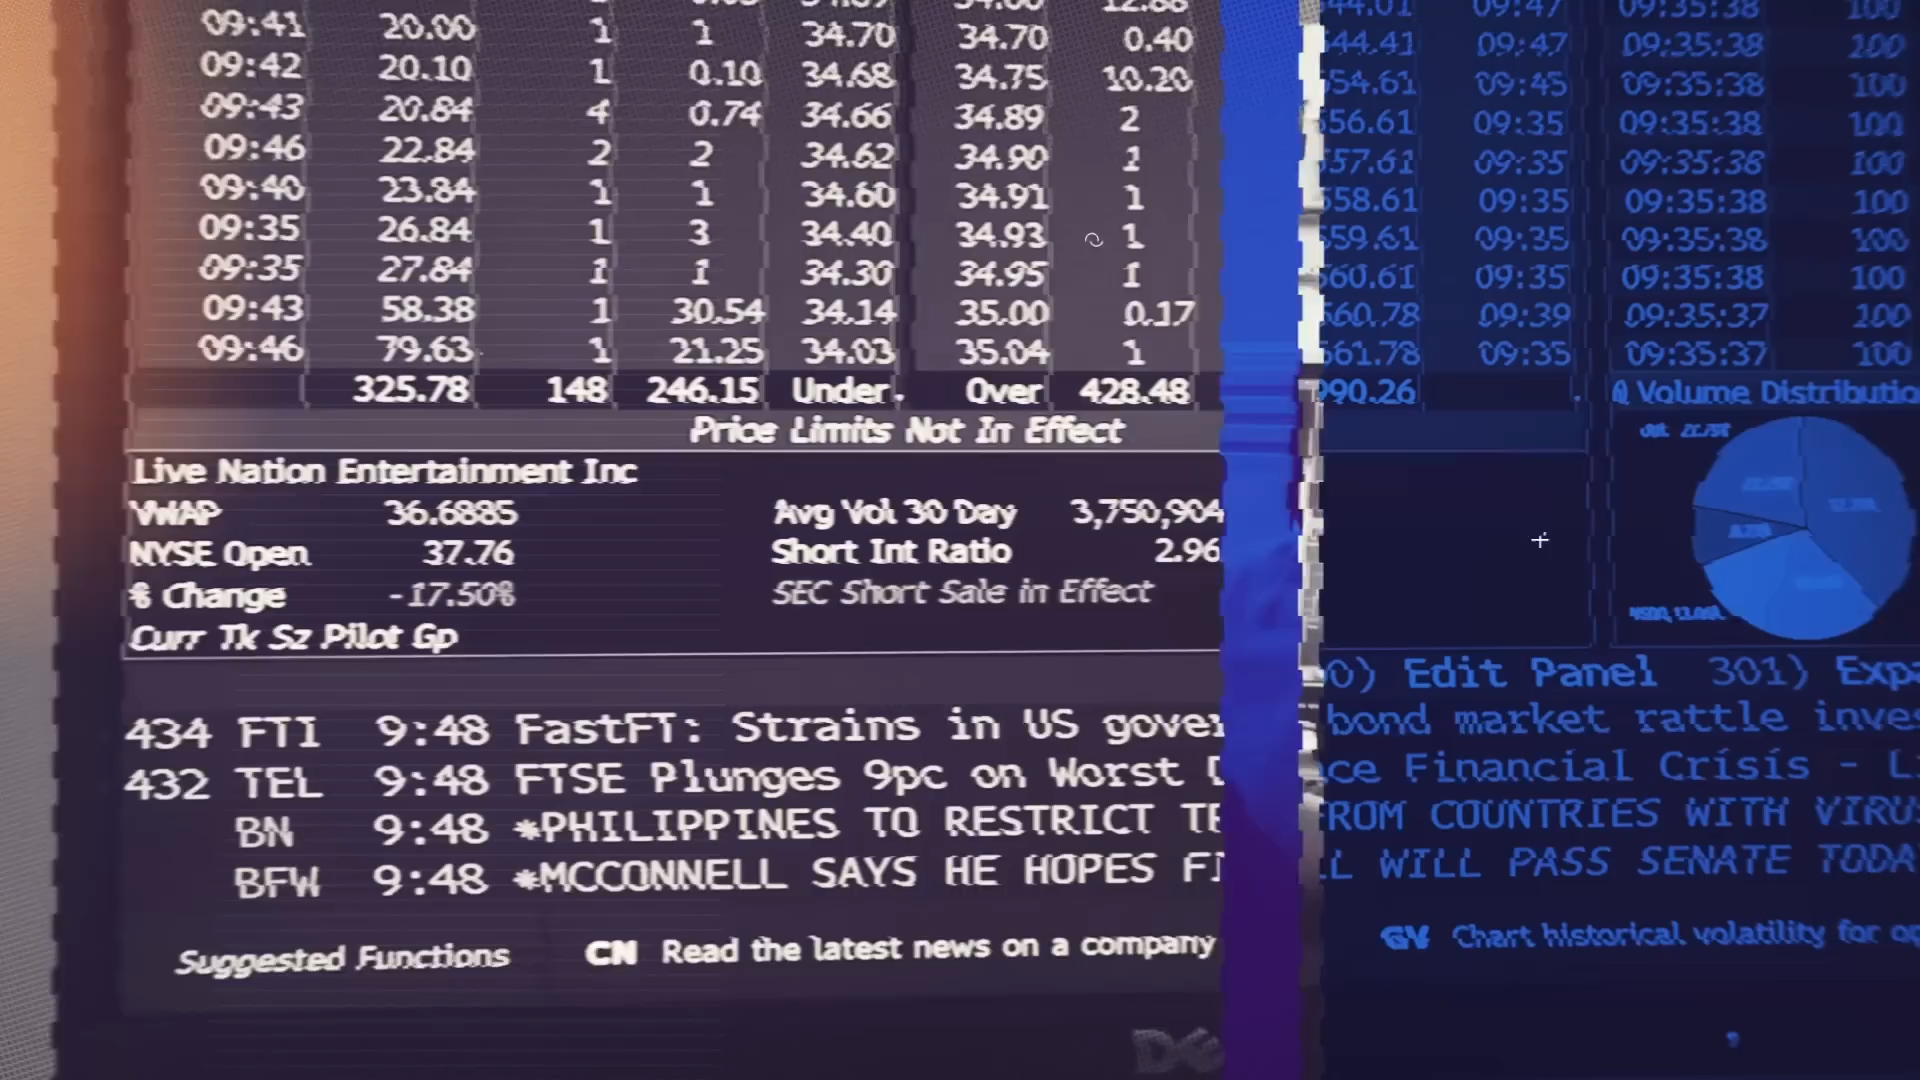 09:41 20.00 1 1 34.70 34.70 0.40 44.41 09:47 09:35:38 100
09:42 20.10 1 0.10 34.68 34.75 10.20 54.61 09:45 09:35:38 100
09:43 20.84 4 0.74 34.66 34.89 2 56.61 09:35 09:35:38 100
09:46 22.84 2 2 34.62 34.90 1 57.61 09:35 09:35:38 100
09:40 23.84 1 1 34.60 34.91 1 558.61 09:35 09:35:38 100
09:35 26.84 1 3 34.40 34.93 1 559.61 09:35 09:35:38 100
09:35 27.84 1 1 34.30 34.95 1 560.61 09:35 09:35:38 100
09:43 58.38 1 30.54 34.14 35.00 0.17 560.78 09:39 09:35:37 100
09:46 79.63 1 21.25 34.03 35.04 1 561.78 09:35 09:35:37 100
325.78 148 246.15 Under Over 428.48 990.26 Q Volume Distributio
Price Limits Not In Effect
Live Nation Entertainment Inc
VWAP 36.6885 Avg Vol 30 Day 3,750,904
NYSE Open 37.76 Short Int Ratio 2.96
% Change -17.50% SEC Short Sale in Effect
Curr Tk Sz Pilot Gp
0) Edit Panel 301) Expa
434 FTI 9:48 FastFT: Strains in US gover bond market rattle inves
432 TEL 9:48 FTSE Plunges 9pc on Worst D ce Financial Crisis - L
BN 9:48 *PHILIPPINES TO RESTRICT TR FROM COUNTRIES WITH VIRUS
BFW 9:48 *MCCONNELL SAYS HE HOPES FI LL WILL PASS SENATE TODA
Suggested Functions CN Read the latest news on a company GV Chart historical volatility for op